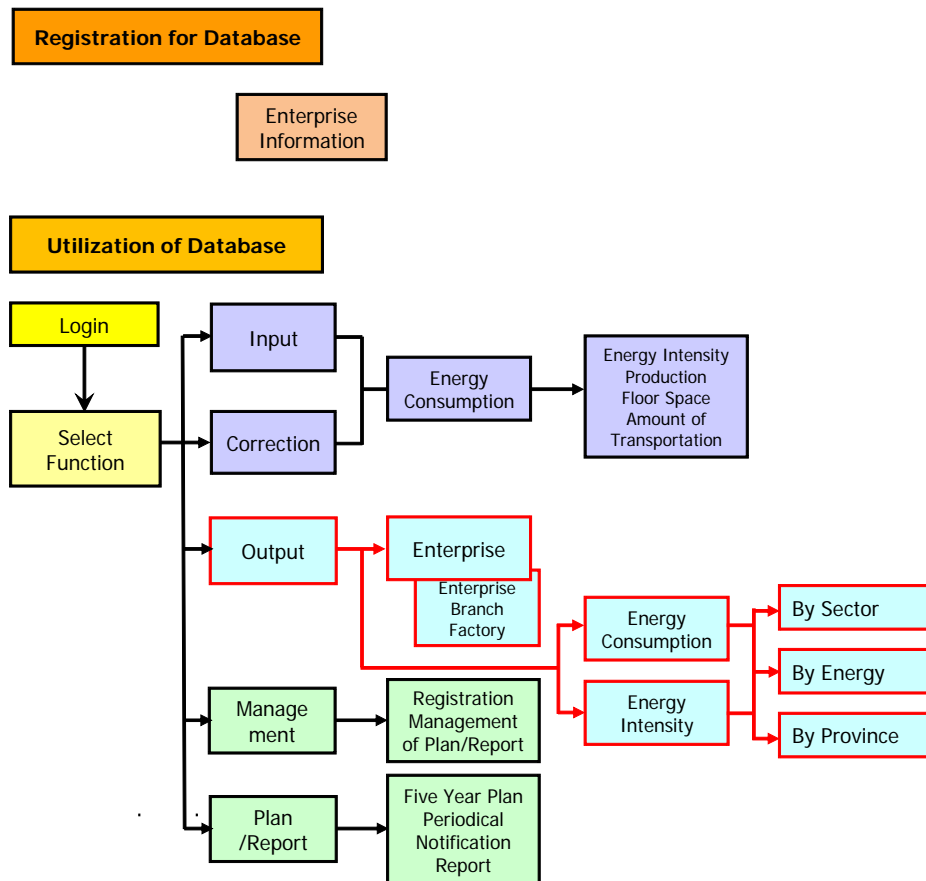 Registration for Database
Enterprise
Information
Utilization of Database
Login
Select
Function
Input
Correction
Energy
Consumption
Energy Intensity
Production
Floor Space
Amount of
Transportation
Output
Enterprise
Enterprise
Branch
Factory
Energy
Consumption
Energy
Intensity
By Sector
By Energy
By Province
Manage
ment
Registration
Management
of Plan/Report
Plan
/Report
Five Year Plan
Periodical
Notification
Report